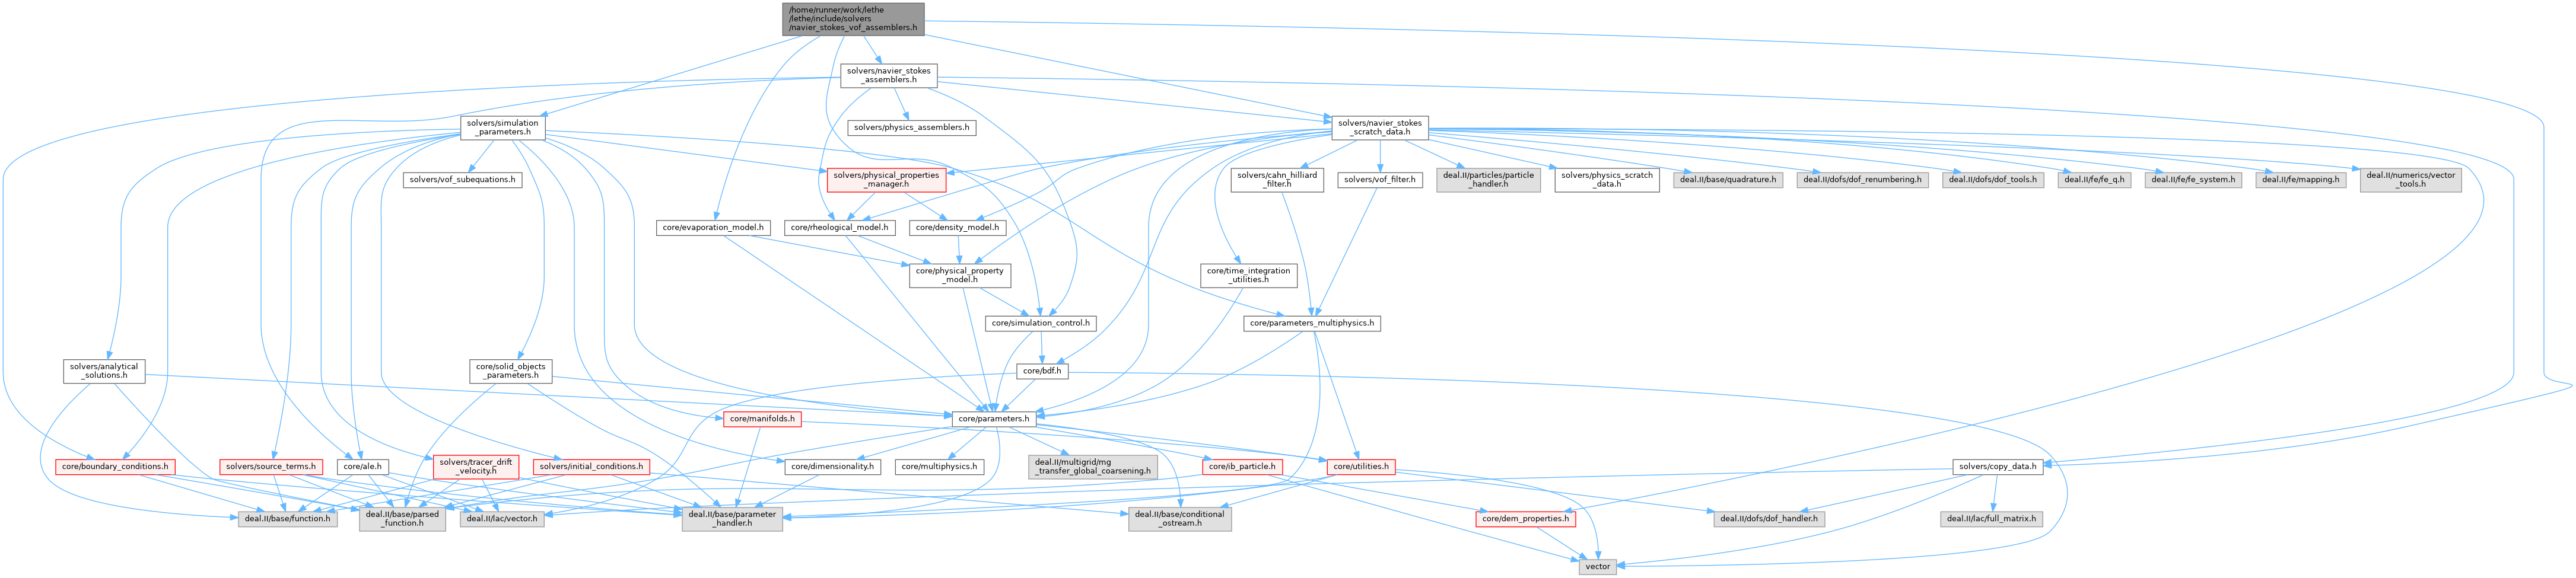 /home/runner/work/lethe
/lethe/include/solvers
/navier_stokes_vof_assemblers.h
solvers/navier_stokes
_assemblers.h
solvers/simulation
_parameters.h
solvers/physics_assemblers.h
solvers/navier_stokes
_scratch_data.h
solvers/vof_subequations.h
solvers/physical_properties
_manager.h
solvers/cahn_hilliard
_filter.h
solvers/vof_filter.h
deal.II/particles/particle
_handler.h
solvers/physics_scratch
_data.h
deal.II/base/quadrature.h
deal.II/dofs/dof_renumbering.h
deal.II/dofs/dof_tools.h
deal.II/fe/fe_q.h
deal.II/fe/fe_system.h
deal.II/fe/mapping.h
deal.II/numerics/vector
_tools.h
core/evaporation_model.h
core/rheological_model.h
core/density_model.h
core/physical_property
_model.h
core/time_integration
_utilities.h
core/simulation_control.h
core/parameters_multiphysics.h
solvers/analytical
_solutions.h
core/solid_objects
_parameters.h
core/bdf.h
core/manifolds.h
core/parameters.h
core/boundary_conditions.h
solvers/source_terms.h
core/ale.h
solvers/tracer_drift
_velocity.h
solvers/initial_conditions.h
core/dimensionality.h
core/multiphysics.h
deal.II/multigrid/mg
_transfer_global_coarsening.h
core/ib_particle.h
core/utilities.h
solvers/copy_data.h
deal.II/base/function.h
deal.II/base/parsed
_function.h
deal.II/lac/vector.h
deal.II/base/parameter
_handler.h
deal.II/base/conditional
_ostream.h
core/dem_properties.h
deal.II/dofs/dof_handler.h
deal.II/lac/full_matrix.h
vector